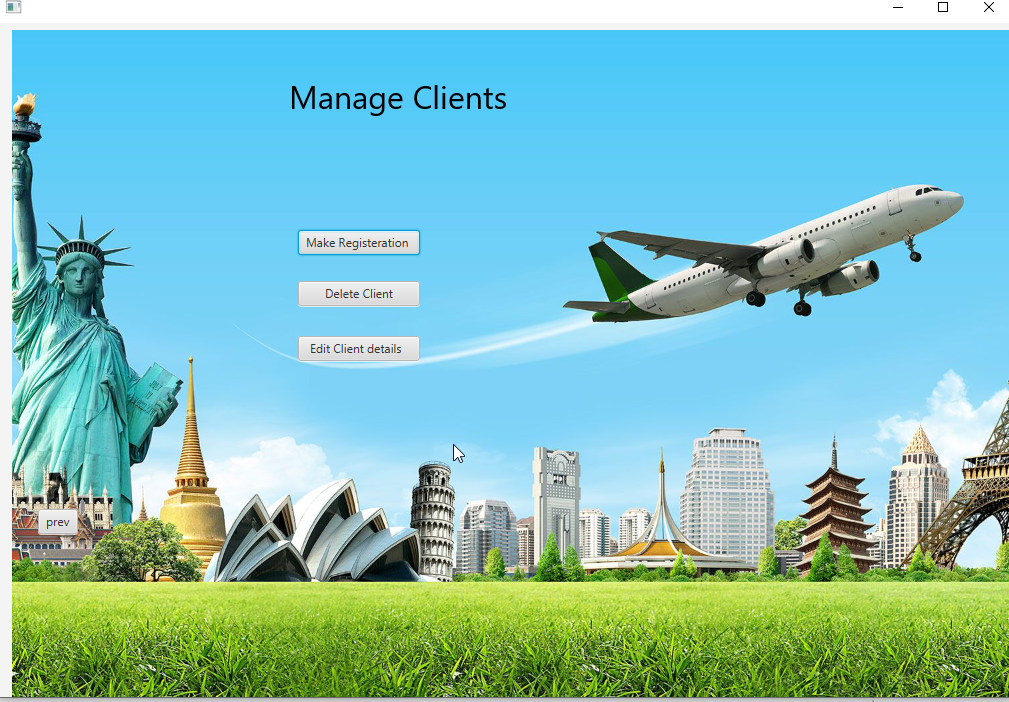 Manage Clients
Make Registeration
Delete Client
Edit Client details
prev